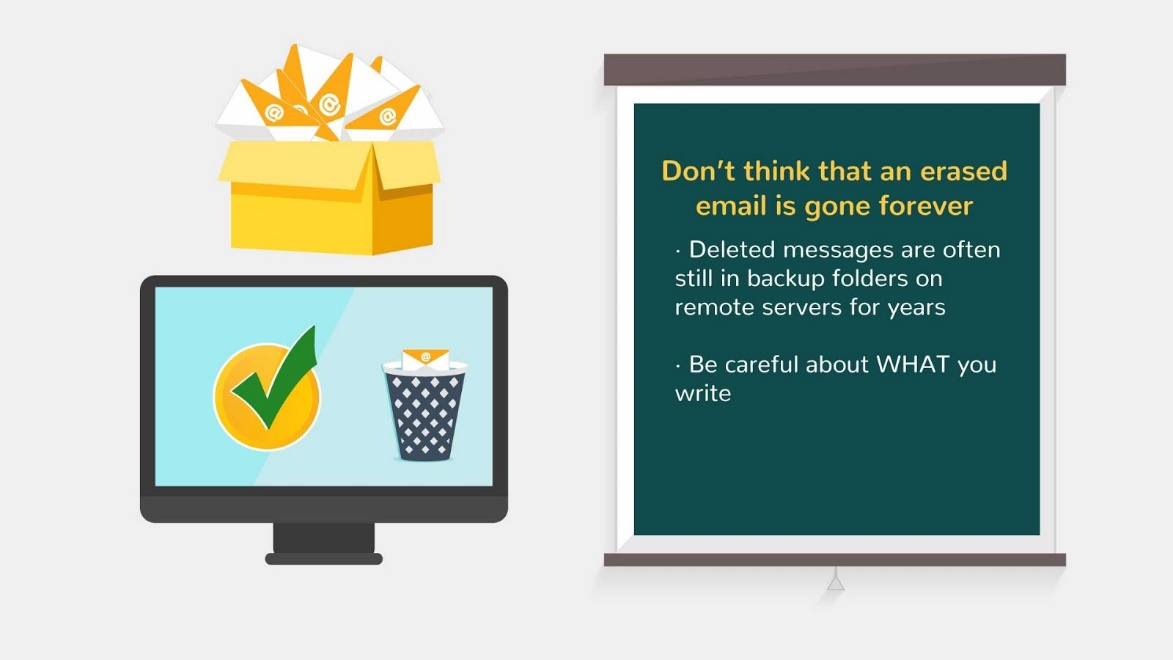 @
@
@
@
Don’t think that an erased
email is gone forever
· Deleted messages are often
still in backup folders on
remote servers for years
· Be careful about WHAT you
write